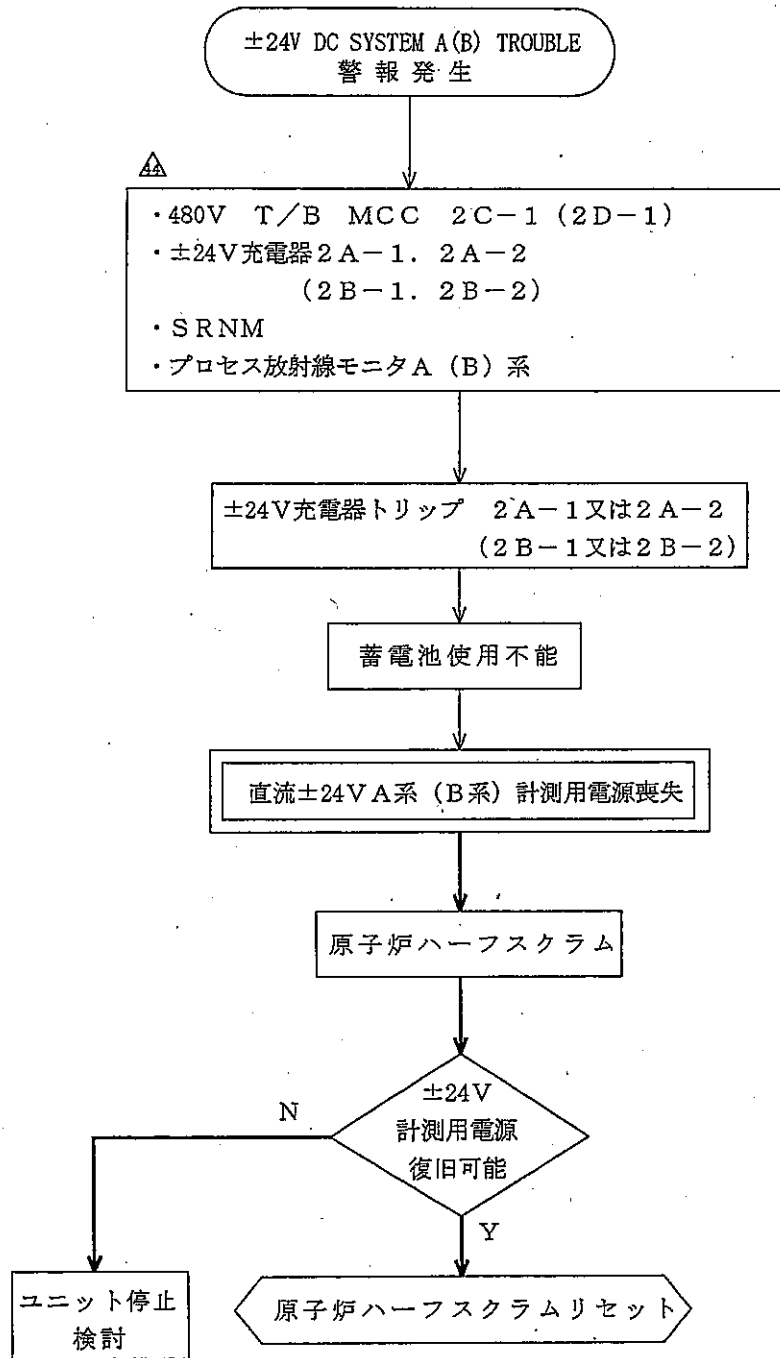 ±24V DC SYSTEM A(B) TROUBLE
警報発生
44
・480V T/B MCC 2C-1 (2D-1)
・±24V充電器2A-1. 2A-2
(2B-1. 2B-2)
・SRNM
・プロセス放射線モニタA (B) 系
±24V充電器トリップ 2A-1又は2A-2
(2B-1又は2B-2)
蓄電池使用不能
直流±24VA系 (B系) 計測用電源喪失
原子炉ハーフスクラム
±24V
計測用電源
復旧可能
N
Y
ユニット停止
検討
原子炉ハーフスクラムリセット